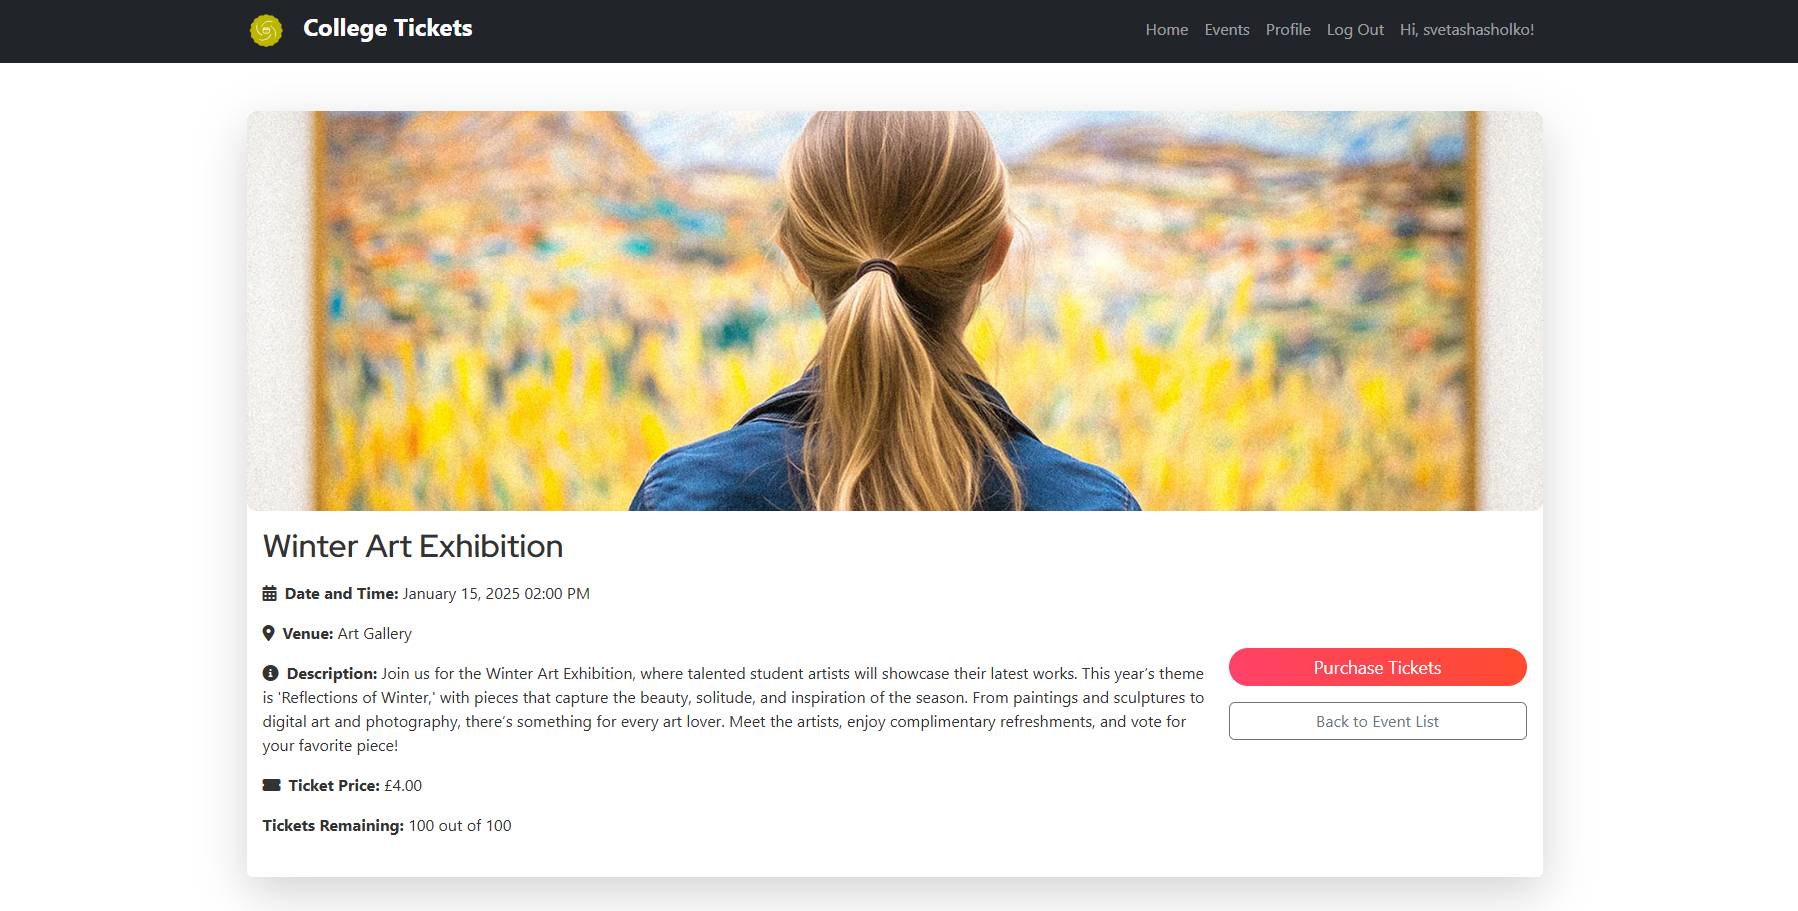 College Tickets
Home Events Profile Log Out Hi, svetashasholko!
Winter Art Exhibition
Date and Time: January 15, 2025 02:00 PM
Venue: Art Gallery
Description: Join us for the Winter Art Exhibition, where talented student artists will showcase their latest works. This year’s theme
is 'Reflections of Winter,' with pieces that capture the beauty, solitude, and inspiration of the season. From paintings and sculptures to
digital art and photography, there’s something for every art lover. Meet the artists, enjoy complimentary refreshments, and vote for
your favorite piece!
Ticket Price: £4.00
Tickets Remaining: 100 out of 100
Purchase Tickets
Back to Event List